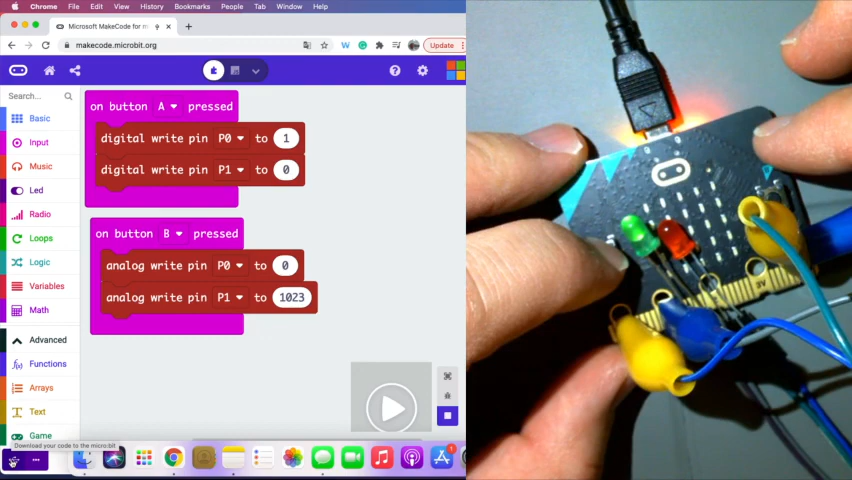 Chrome File Edit View History Bookmarks People Tab Window Help
Microsoft MakeCode for m
makecode.microbit.org
Update
Search...
Basic
Input
Music
Led
Radio
Loops
Logic
Variables
Math
Advanced
Functions
Arrays
Text
Game
Download your code to the micro:bit
on button A pressed
digital write pin P0 to 1
digital write pin P1 to 0
on button B pressed
analog write pin P0 to 0
analog write pin P1 to 1023
1
3V